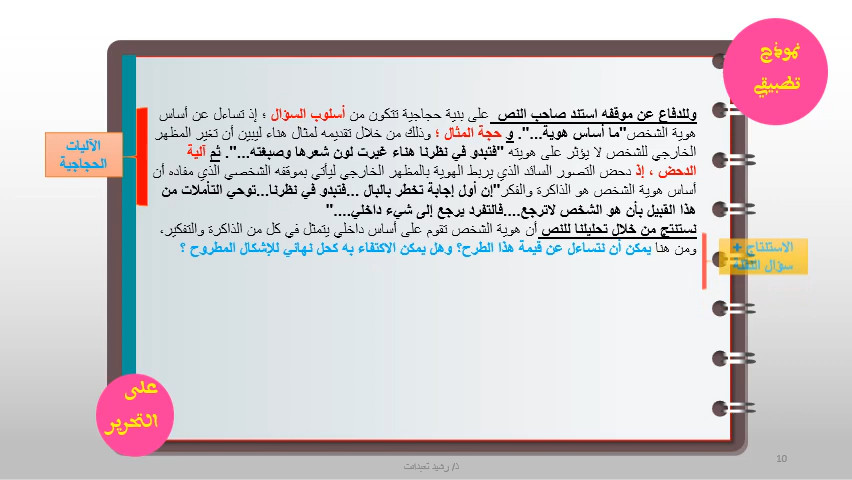 نموذج
تطبيقي
وللدفاع عن موقفه استند صاحب النص على بنية حجاجية تتكون من أسلوب السؤال ؛ إذ تساءل عن أساس
هوية الشخص"ما أساس هوية...". و حجة المثال ؛ وذلك من خلال تقديمه لمثال هناء ليبين أن تغير المظهر
الخارجي للشخص لا يؤثر على هويته "فتبدو في نظرنا هناء غيرت لون شعرها وصبغته...". ثم آلية
الدحض ، إذ دحض التصور السائد الذي يربط الهوية بالمظهر الخارجي ليأتي بموقفه الشخصي الذي مفاده أن
أساس هوية الشخص هو الذاكرة والفكر"إن أول إجابة تخطر بالبال ...فتبدو في نظرنا...توحي التأملات من
هذا القبيل بأن هو الشخص لاترجع....فالتفرد يرجع إلى شيء داخلي...."
نستنتج من خلال تحليلنا للنص أن هوية الشخص تقوم على أساس داخلي يتمثل في كل من الذاكرة والتفكير،
ومن هنا يمكن أن نتساءل عن قيمة هذا الطرح؟ وهل يمكن الاكتفاء به كحل نهائي للإشكال المطروح ؟
الآليات
الحجاجية
الاستنتاج +
سؤال النقلة
على
التحرير
ذ/ رشيد
10